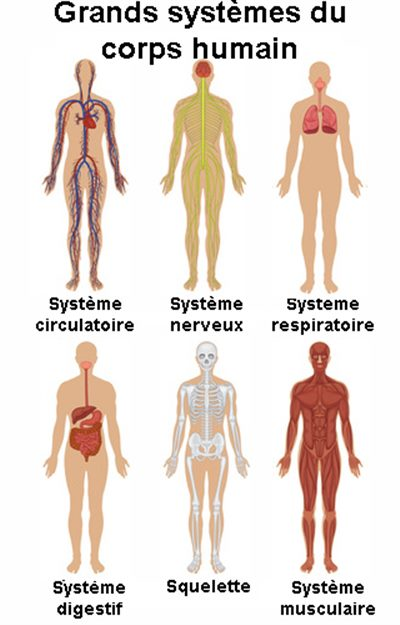 Grands systèmes du
corps humain
Système
circulatoire
Système
nerveux
Systeme
respiratoire
Système
digestif
Squelette
Système
musculaire